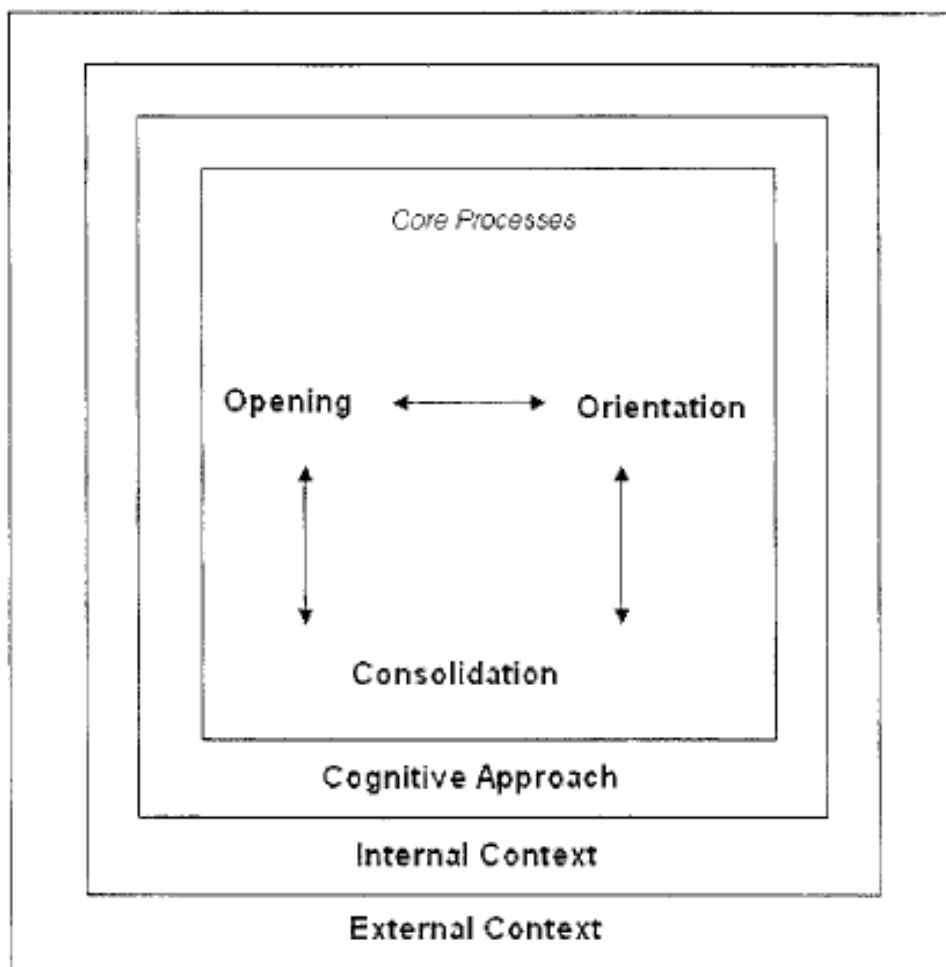 Core Processes
Opening
Orientation
Consolidation
Cognitive Approach
Internal Context
External Context